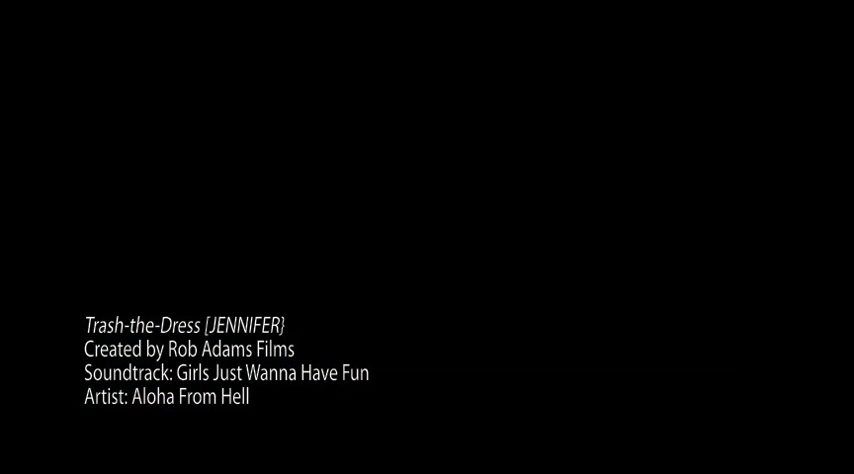 Trash-the-Dress [JENNIFER}
Created by Rob Adams Films
Soundtrack: Girls Just Wanna Have Fun
Artist: Aloha From Hell